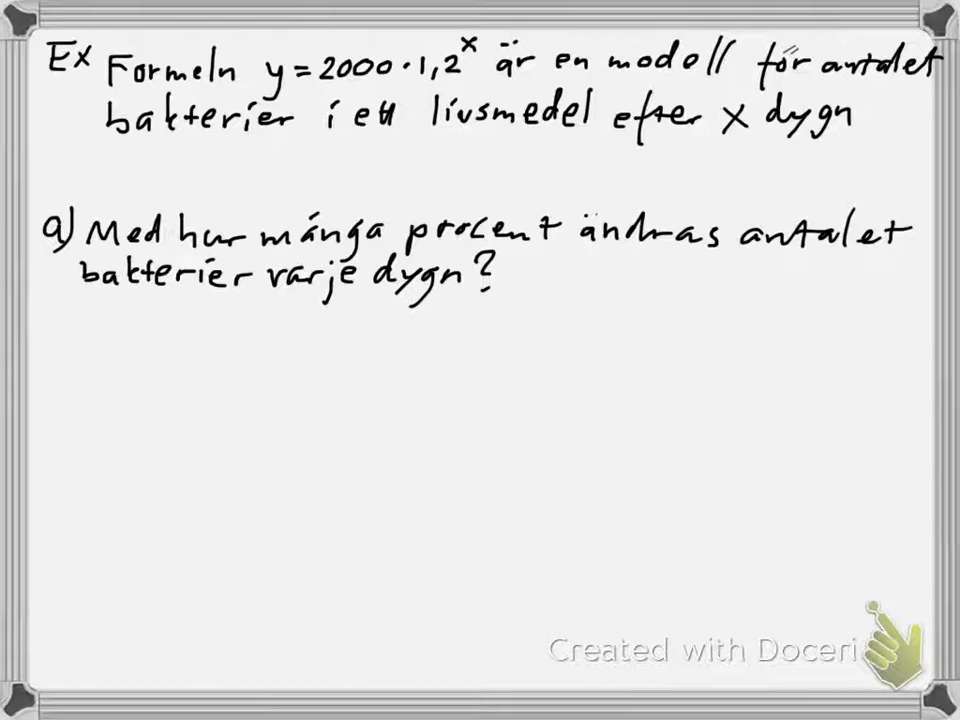 Ex Formeln y = 2000 · 1,2^x är en modell för antalet
bakterier i ett livsmedel efter x dygn
a) Med hur många procent ändras antalet
bakterier varje dygn?
Created with Doceri